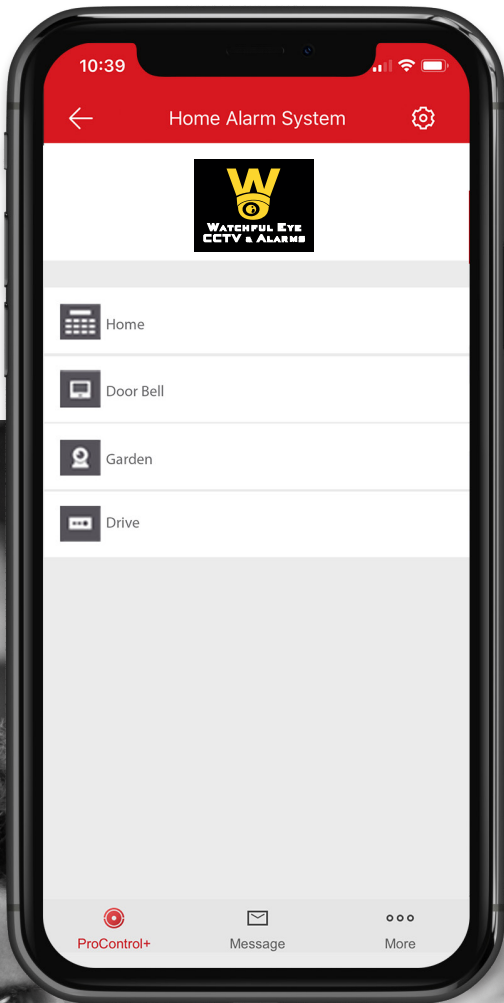 10:39
Home Alarm System
W
WATCHFUL EYE
CCTV & ALARMS
Home
Door Bell
Garden
Drive
ProControl+
Message
More